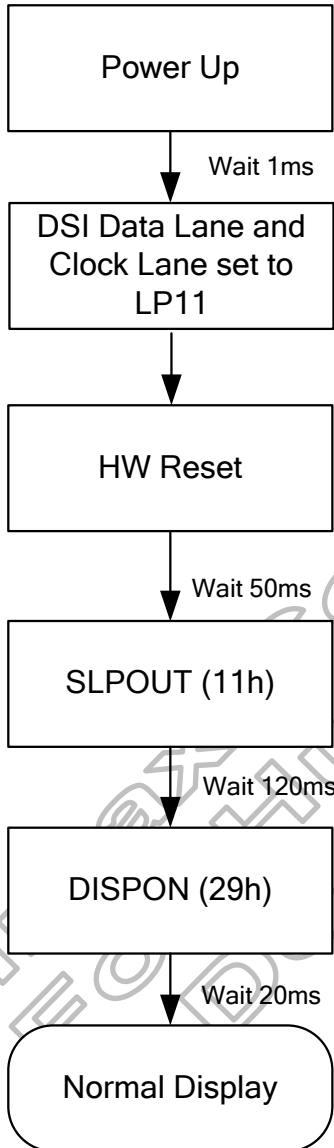 Power Up
Wait 1ms
DSI Data Lane and
Clock Lane set to
LP11
HW Reset
Wait 50ms
SLPOUT (11h)
Wait 120ms
DISPON (29h)
Wait 20ms
Normal Display